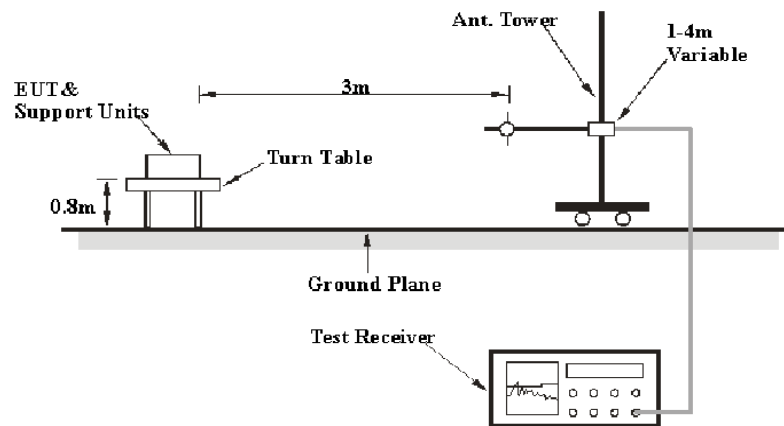 Ant. Tower
1-4m
Variable
3m
EUT&
Support Units
Turn Table
0.8m
Ground Plane
Test Receiver